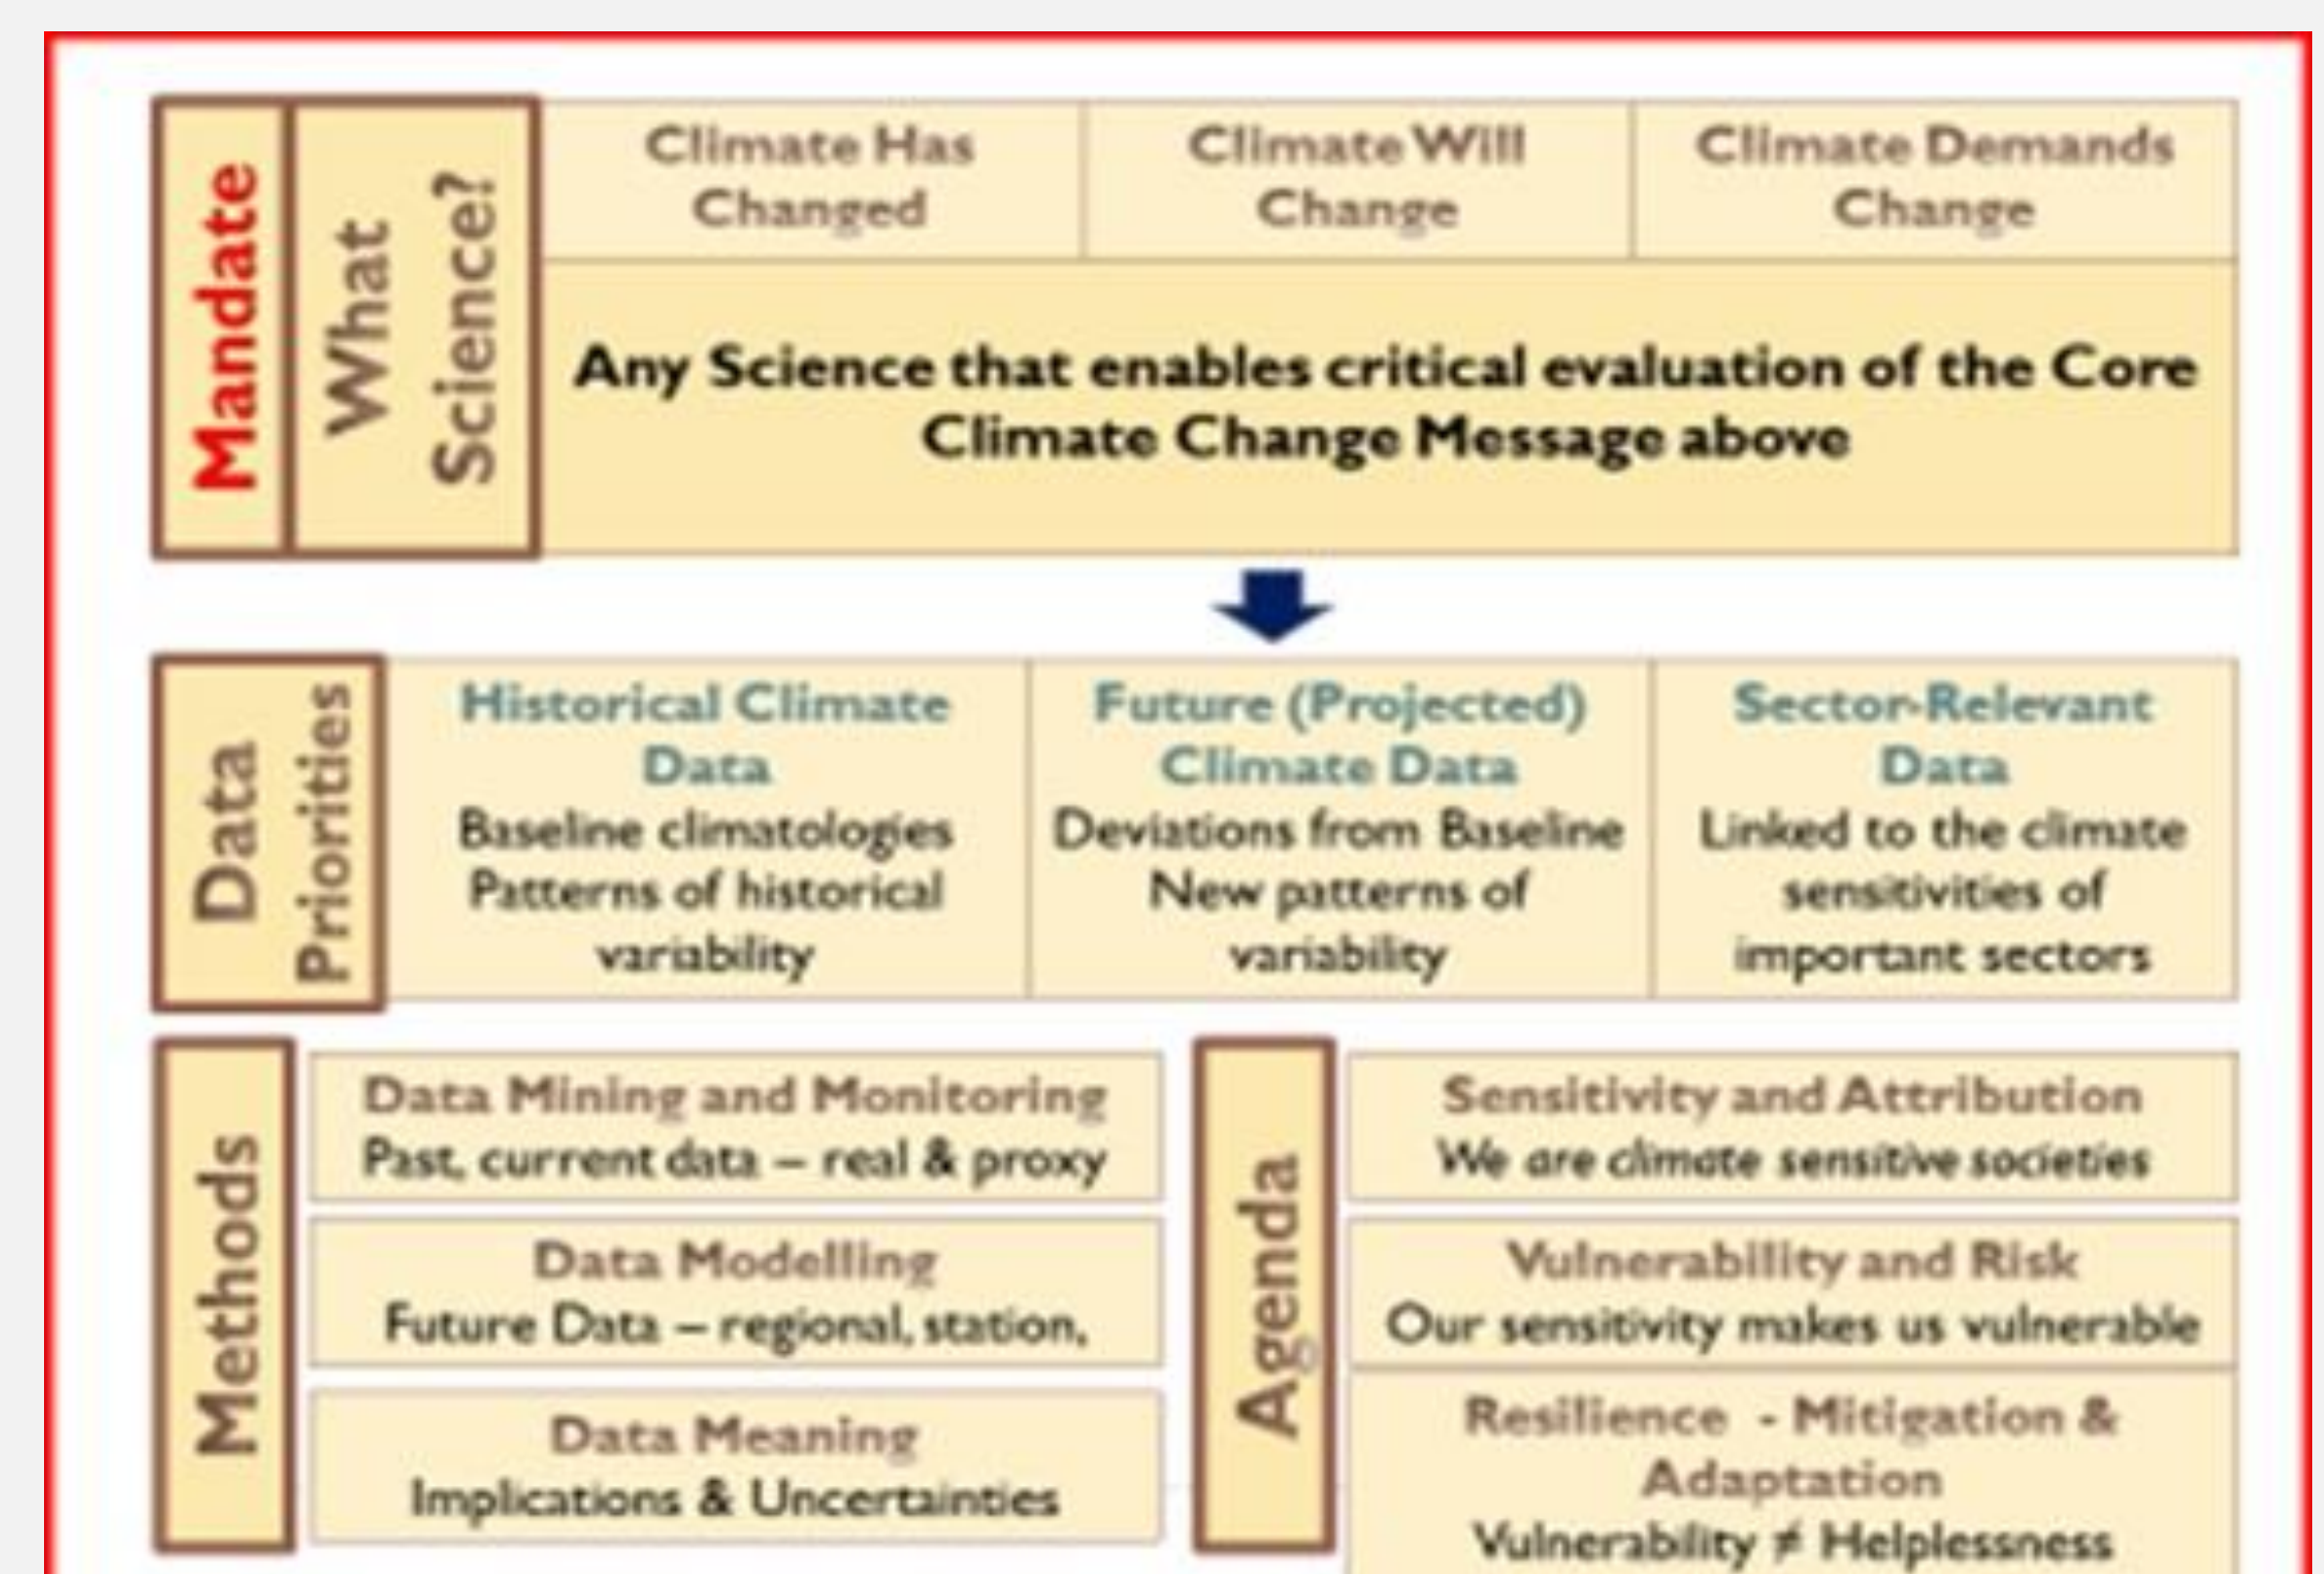 Mandate
What
Science?
Climate Has
Changed
Climate Will
Change
Climate Demands
Change
Any Science that enables critical evaluation of the Core
Climate Change Message above
Data
Priorities
Historical Climate
Data
Baseline climatologies
Patterns of historical
variability
Future (Projected)
Climate Data
Deviations from Baseline
New patterns of
variability
Sector-Relevant
Data
Linked to the climate
sensitivities of
important sectors
Methods
Data Mining and Monitoring
Past, current data – real & proxy
Data Modelling
Future Data – regional, station,
Data Meaning
Implications & Uncertainties
Agenda
Sensitivity and Attribution
We are climate sensitive societies
Vulnerability and Risk
Our sensitivity makes us vulnerable
Resilience - Mitigation &
Adaptation
Vulnerability ≠ Helplessness